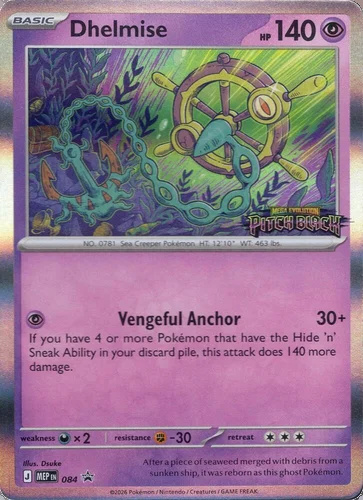 BASIC
Dhelmise
HP 140
MEGA EVOLUTION
PITCH BLACK
NO. 0781 Sea Creeper Pokémon HT: 12'10" WT: 463 lbs.
Vengeful Anchor 30+
If you have 4 or more Pokémon that have the Hide 'n'
Sneak Ability in your discard pile, this attack does 140 more
damage.
weakness ×2 resistance -30 retreat
Illus. Dsuke
J MEP EN 084
After a piece of seaweed merged with debris from a
sunken ship, it was reborn as this ghost Pokémon.
©2026 Pokémon / Nintendo / Creatures / GAME FREAK